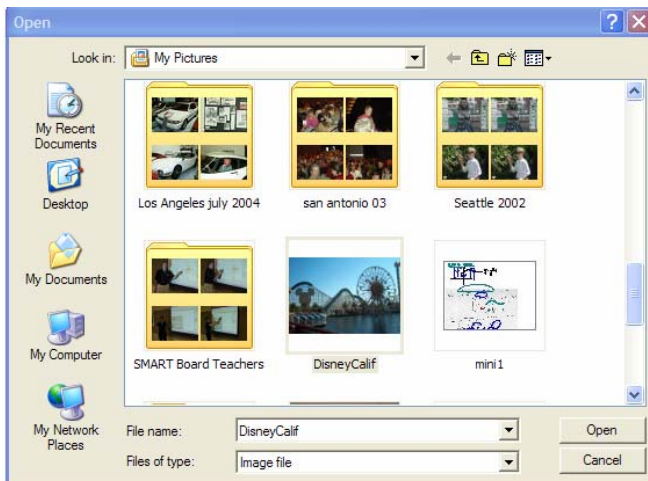 Open
Look in:
My Pictures
My Recent
Documents
Desktop
My Documents
My Computer
My Network
Places
Los Angeles july 2004
san antonio 03
Seattle 2002
SMART Board Teachers
DisneyCalif
mini1
File name:
DisneyCalif
Open
Files of type:
Image file
Cancel